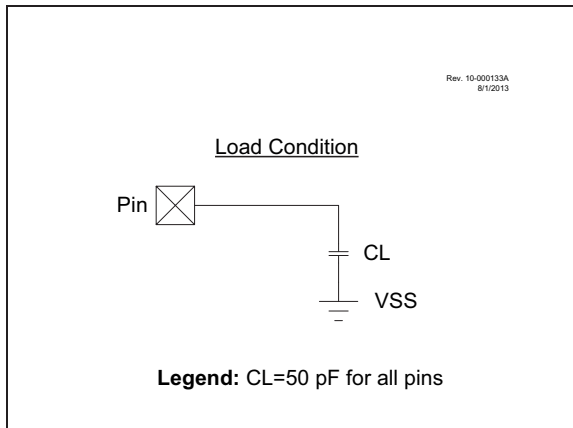 Rev. 10-000133A
8/1/2013
Load Condition
Pin
CL
VSS
Legend: CL=50 pF for all pins